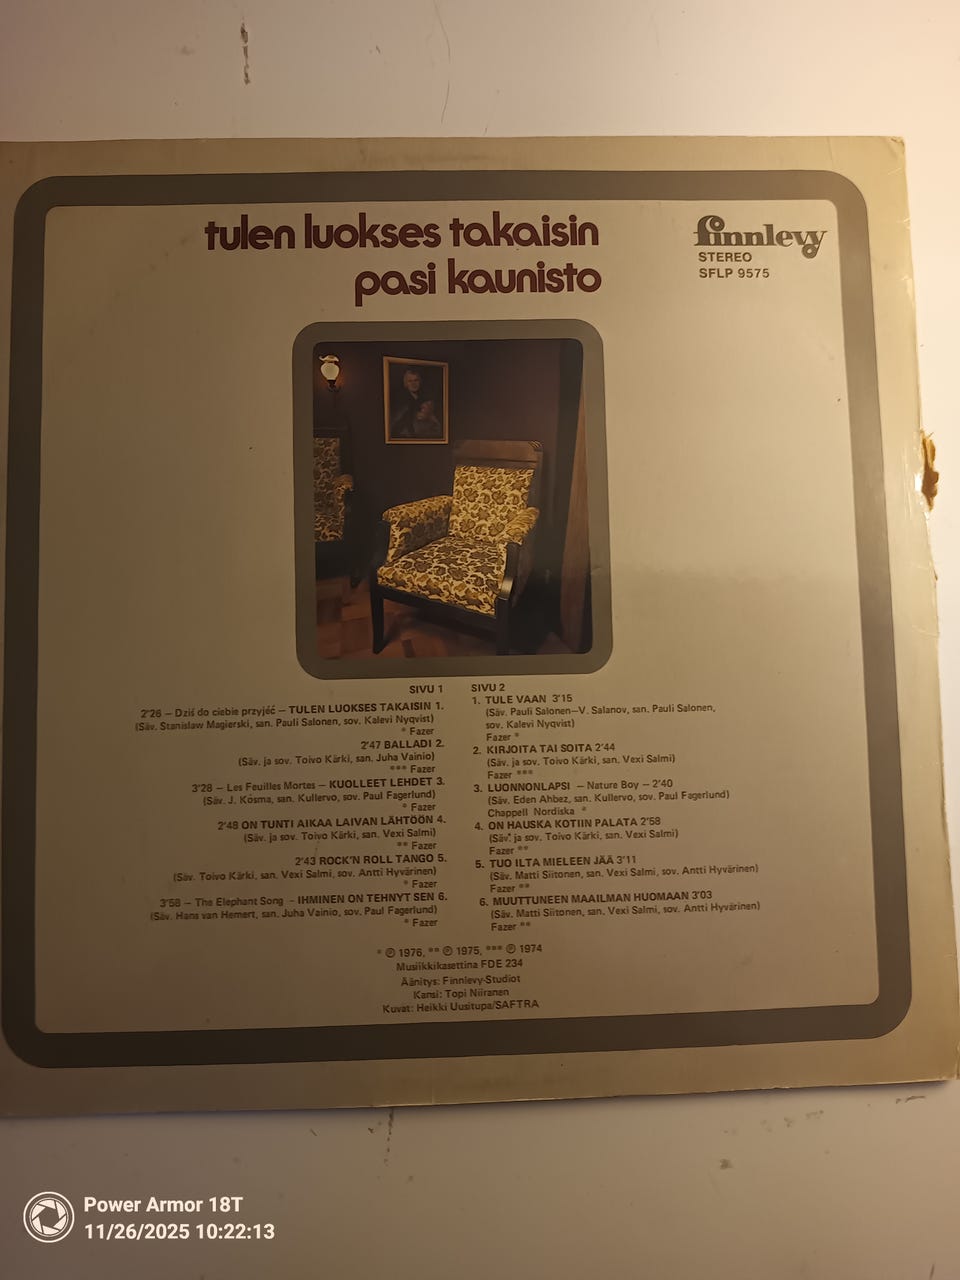 tulen luokses takaisin
pasi kaunisto
finnlevy
STEREO
SFLP 9575
SIVU 1
2'26 – Dziś do ciebie przyjéć – TULEN LUOKSES TAKAISIN 1.
(Säv. Stanislaw Magierski, san. Pauli Salonen, sov. Kalevi Nyqvist)
* Fazer
2'47 BALLADI 2.
(Säv. ja sov. Toivo Kärki, san. Juha Vainio)
*** Fazer
3'28 – Les Feuilles Mortes – KUOLLEET LEHDET 3.
(Säv. J. Kosma, san. Kullervo, sov. Paul Fagerlund)
* Fazer
2'48 ON TUNTI AIKAA LAIVAN LÄHTÖÖN 4.
(Säv. ja sov. Toivo Kärki, san. Vexi Salmi)
** Fazer
2'43 ROCK'N ROLL TANGO 5.
(Säv. Toivo Kärki, san. Vexi Salmi, sov. Antti Hyvärinen)
* Fazer
3'58 – The Elephant Song – IHMINEN ON TEHNYT SEN 6.
(Säv. Hans van Hemert, san. Juha Vainio, sov. Paul Fagerlund)
* Fazer
SIVU 2
1. TULE VAAN 3'15
(Säv. Pauli Salonen–V. Salanov, san. Pauli Salonen,
sov. Kalevi Nyqvist)
Fazer *
2. KIRJOITA TAI SOITA 2'44
(Säv. ja sov. Toivo Kärki, san. Vexi Salmi)
Fazer ***
3. LUONNONLAPSI – Nature Boy – 2'40
(Säv. Eden Ahbez, san. Kullervo, sov. Paul Fagerlund)
Chappell Nordiska *
4. ON HAUSKA KOTIIN PALATA 2'58
(Säv. ja sov. Toivo Kärki, san. Vexi Salmi)
Fazer **
5. TUO ILTA MIELEEN JÄÄ 3'11
(Säv. Matti Siitonen, san. Vexi Salmi, sov. Antti Hyvärinen)
Fazer **
6. MUUTTUNEEN MAAILMAN HUOMAAN 3'03
(Säv. Matti Siitonen, san. Vexi Salmi, sov. Antti Hyvärinen)
Fazer **
* ℗ 1976, ** ℗ 1975, *** ℗ 1974
Musiikkikasettina FDE 234
Äänitys: Finnlevy-Studiot
Kansi: Topi Niiranen
Kuvat: Heikki Uusitupa/SAFTRA
Power Armor 18T
11/26/2025 10:22:13